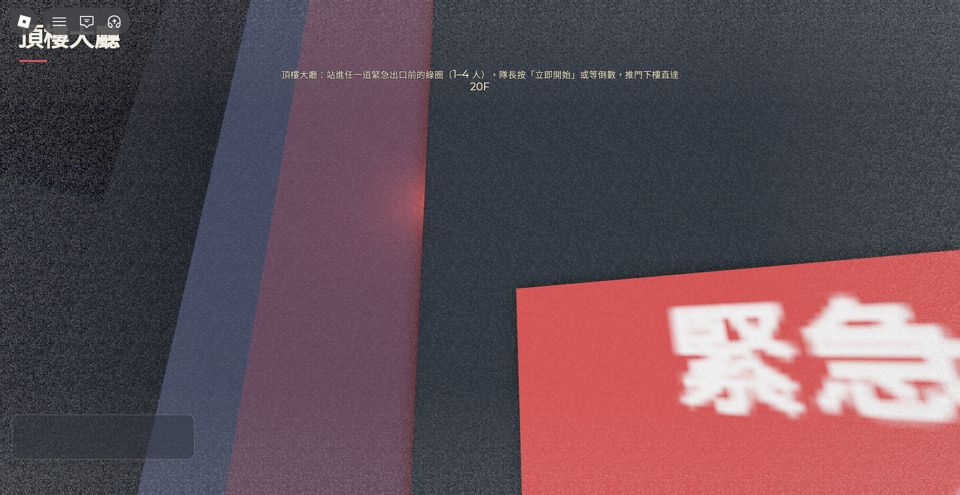 頂樓大廳
頂樓大廳：站進任一道緊急出口前的綠圈（1–4 人），隊長按「立即開始」或等倒數，推門下樓直達
20F
緊急